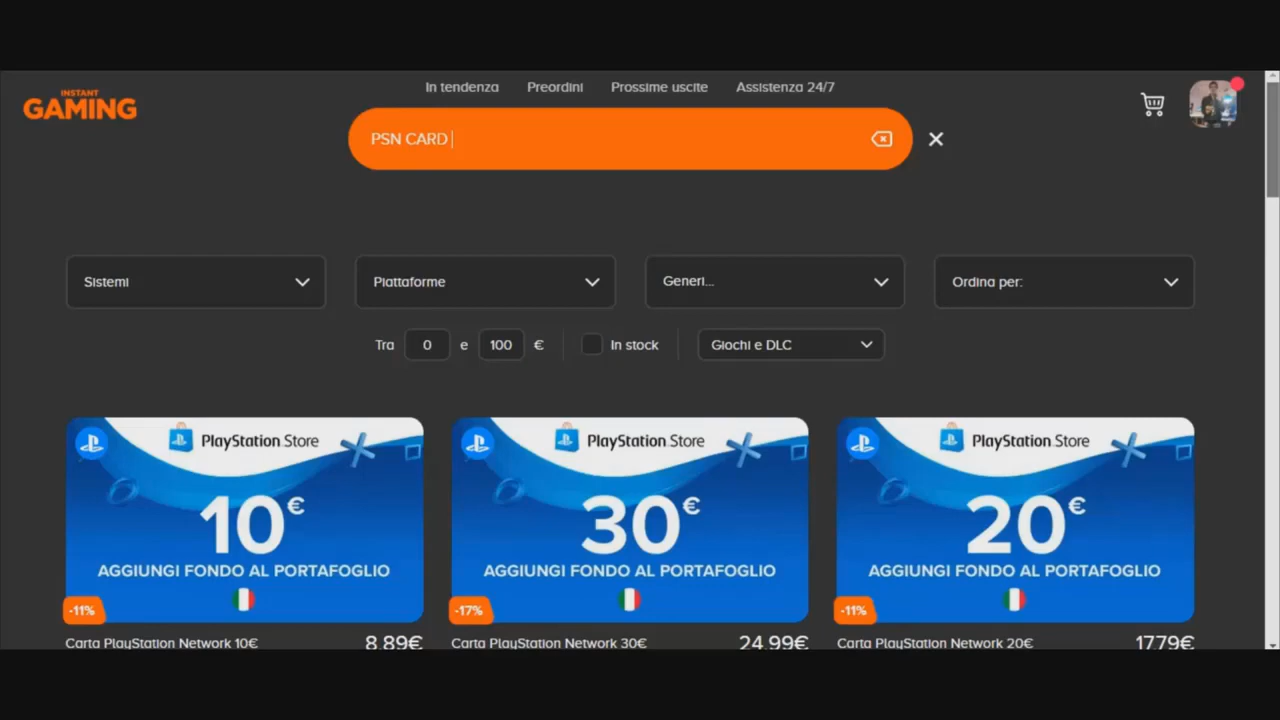 In tendenza Preordini Prossime uscite Assistenza 24/7
INSTANT
GAMING
PSN CARD
Sistemi Piattaforme Generi... Ordina per:
Tra 0 e 100 € In stock Giochi e DLC
PlayStation Store
10€
AGGIUNGI FONDO AL PORTAFOGLIO
-11%
Carta PlayStation Network 10€ 8.89€
PlayStation Store
30€
AGGIUNGI FONDO AL PORTAFOGLIO
-17%
Carta PlayStation Network 30€ 24.99€
PlayStation Store
20€
AGGIUNGI FONDO AL PORTAFOGLIO
-11%
Carta PlayStation Network 20€ 17.79€